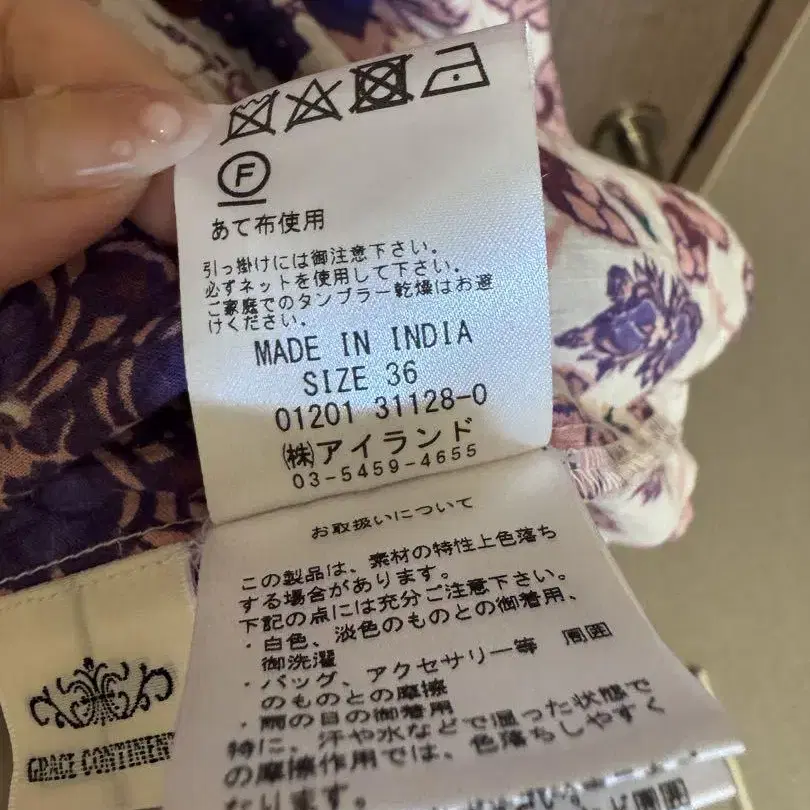 F
あて布使用
引っ掛けには御注意下さい。
必ずネットを使用して下さい。
ご家庭でのタンブラー乾燥はお避
けください。
MADE IN INDIA
SIZE 36
01201 31128-0
㈱アイランド
03-5459-4655
お取扱いについて
この製品は、素材の特性上色落ち
する場合があります。
下記の点には充分ご注意下さい。
・白色、淡色のものとの御着用、
御洗濯
・バッグ、アクセサリー等 周囲
のものとの摩擦
・雨の日の御着用
特に、汗や水などで湿った状態で
の摩擦作用では、色落ちしやすく
なります。
GRACE CONTINENT